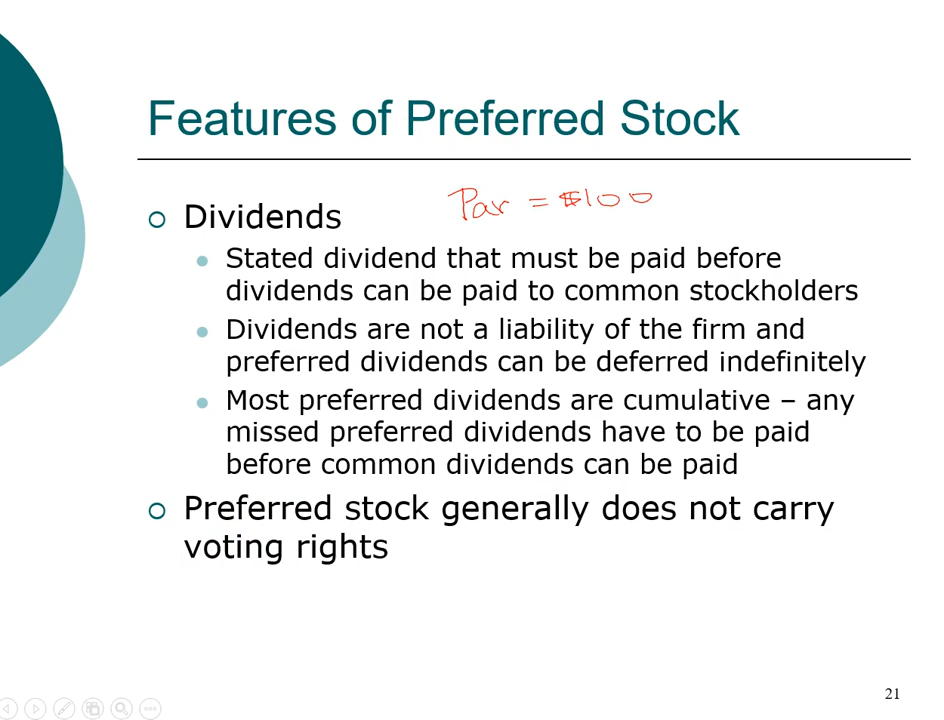 Features of Preferred Stock
Par = $100
Dividends
Stated dividend that must be paid before
dividends can be paid to common stockholders
Dividends are not a liability of the firm and
preferred dividends can be deferred indefinitely
Most preferred dividends are cumulative – any
missed preferred dividends have to be paid
before common dividends can be paid
Preferred stock generally does not carry
voting rights
21